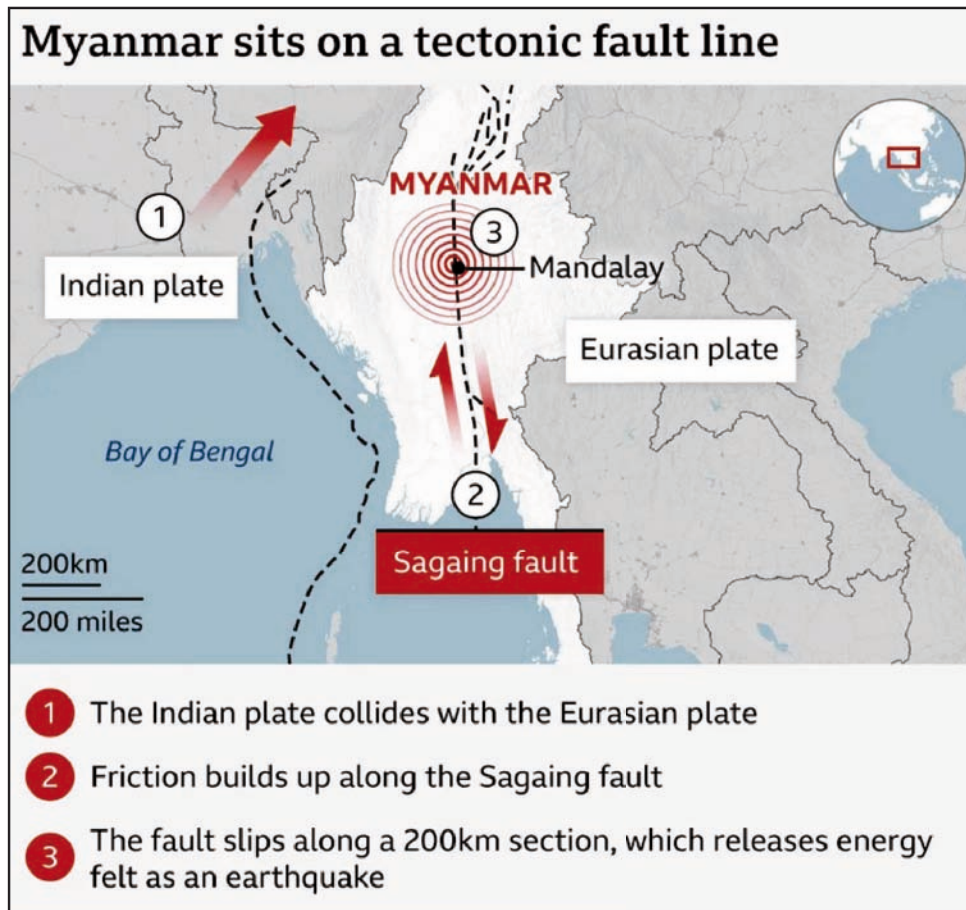 Myanmar sits on a tectonic fault line
MYANMAR
1
3
Mandalay
Indian plate
Eurasian plate
Bay of Bengal
2
Sagaing fault
200km
200 miles
1 The Indian plate collides with the Eurasian plate
2 Friction builds up along the Sagaing fault
3 The fault slips along a 200km section, which releases energy
felt as an earthquake